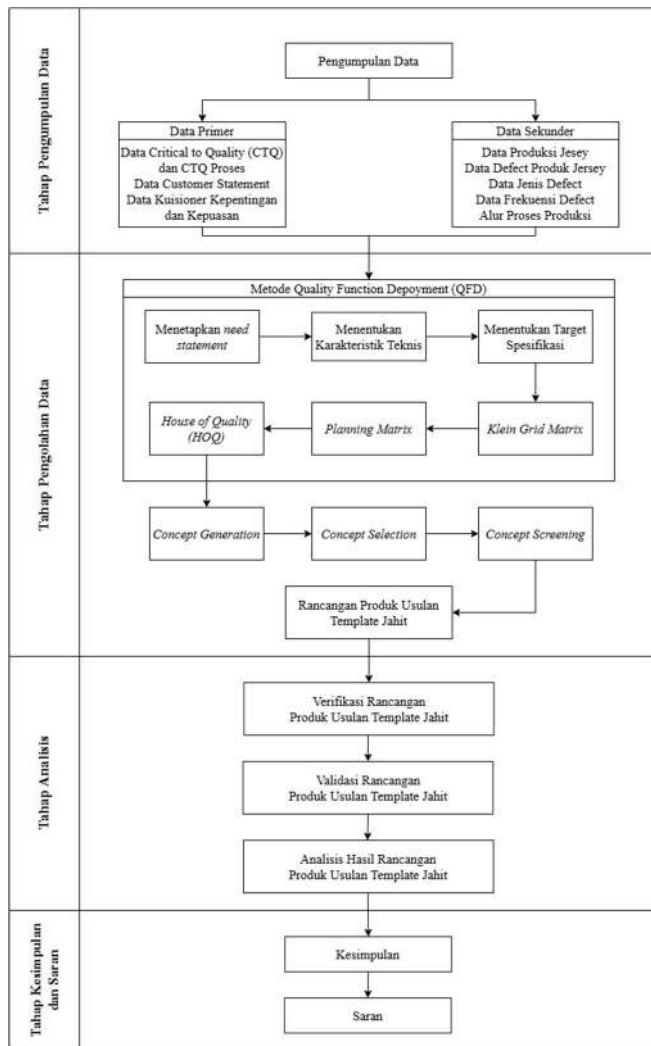 Tahap Pengumpulan Data
Pengumpulan Data
Data Primer
Data Critical to Quality (CTQ)
dan CTQ Proses
Data Customer Statement
Data Kuisioner Kepentingan
dan Kepuasan
Data Sekunder
Data Produksi Jesey
Data Defect Produk Jersey
Data Jenis Defect
Data Frekuensi Defect
Alur Proses Produksi
Tahap Pengolahan Data
Metode Quality Function Depoyment (QFD)
Menetapkan need
statement
Menentukan
Karakteristik Teknis
Menentukan Target
Spesifikasi
House of Quality
(HOQ)
Planning Matrix
Klein Grid Matrix
Concept Generation
Concept Selection
Concept Screening
Rancangan Produk Usulan
Template Jahit
Tahap Analisis
Verifikasi Rancangan
Produk Usulan Template Jahit
Validasi Rancangan
Produk Usulan Template Jahit
Analisis Hasil Rancangan
Produk Usulan Template Jahit
Tahap Kesimpulan
dan Saran
Kesimpulan
Saran